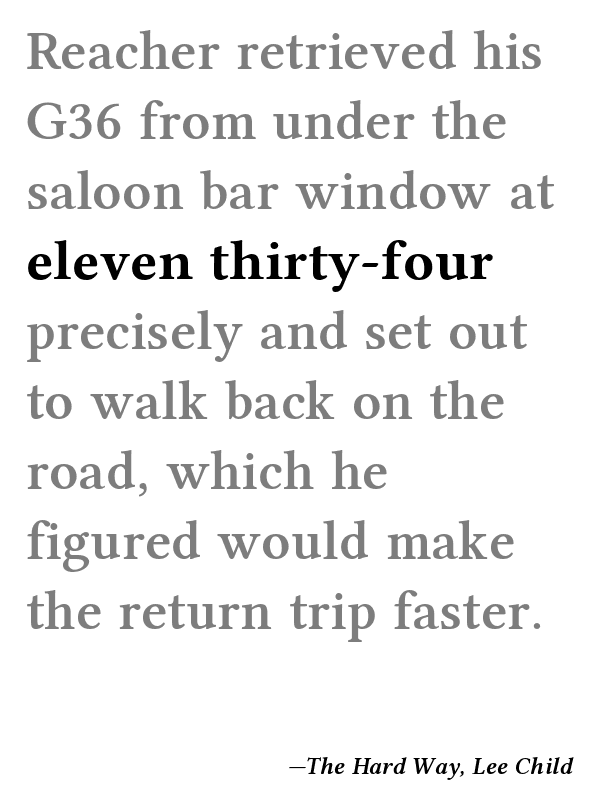 Reacher retrieved his
G36 from under the
saloon bar window at
eleven thirty-four
precisely and set out
to walk back on the
road, which he
figured would make
the return trip faster.
—The Hard Way, Lee Child